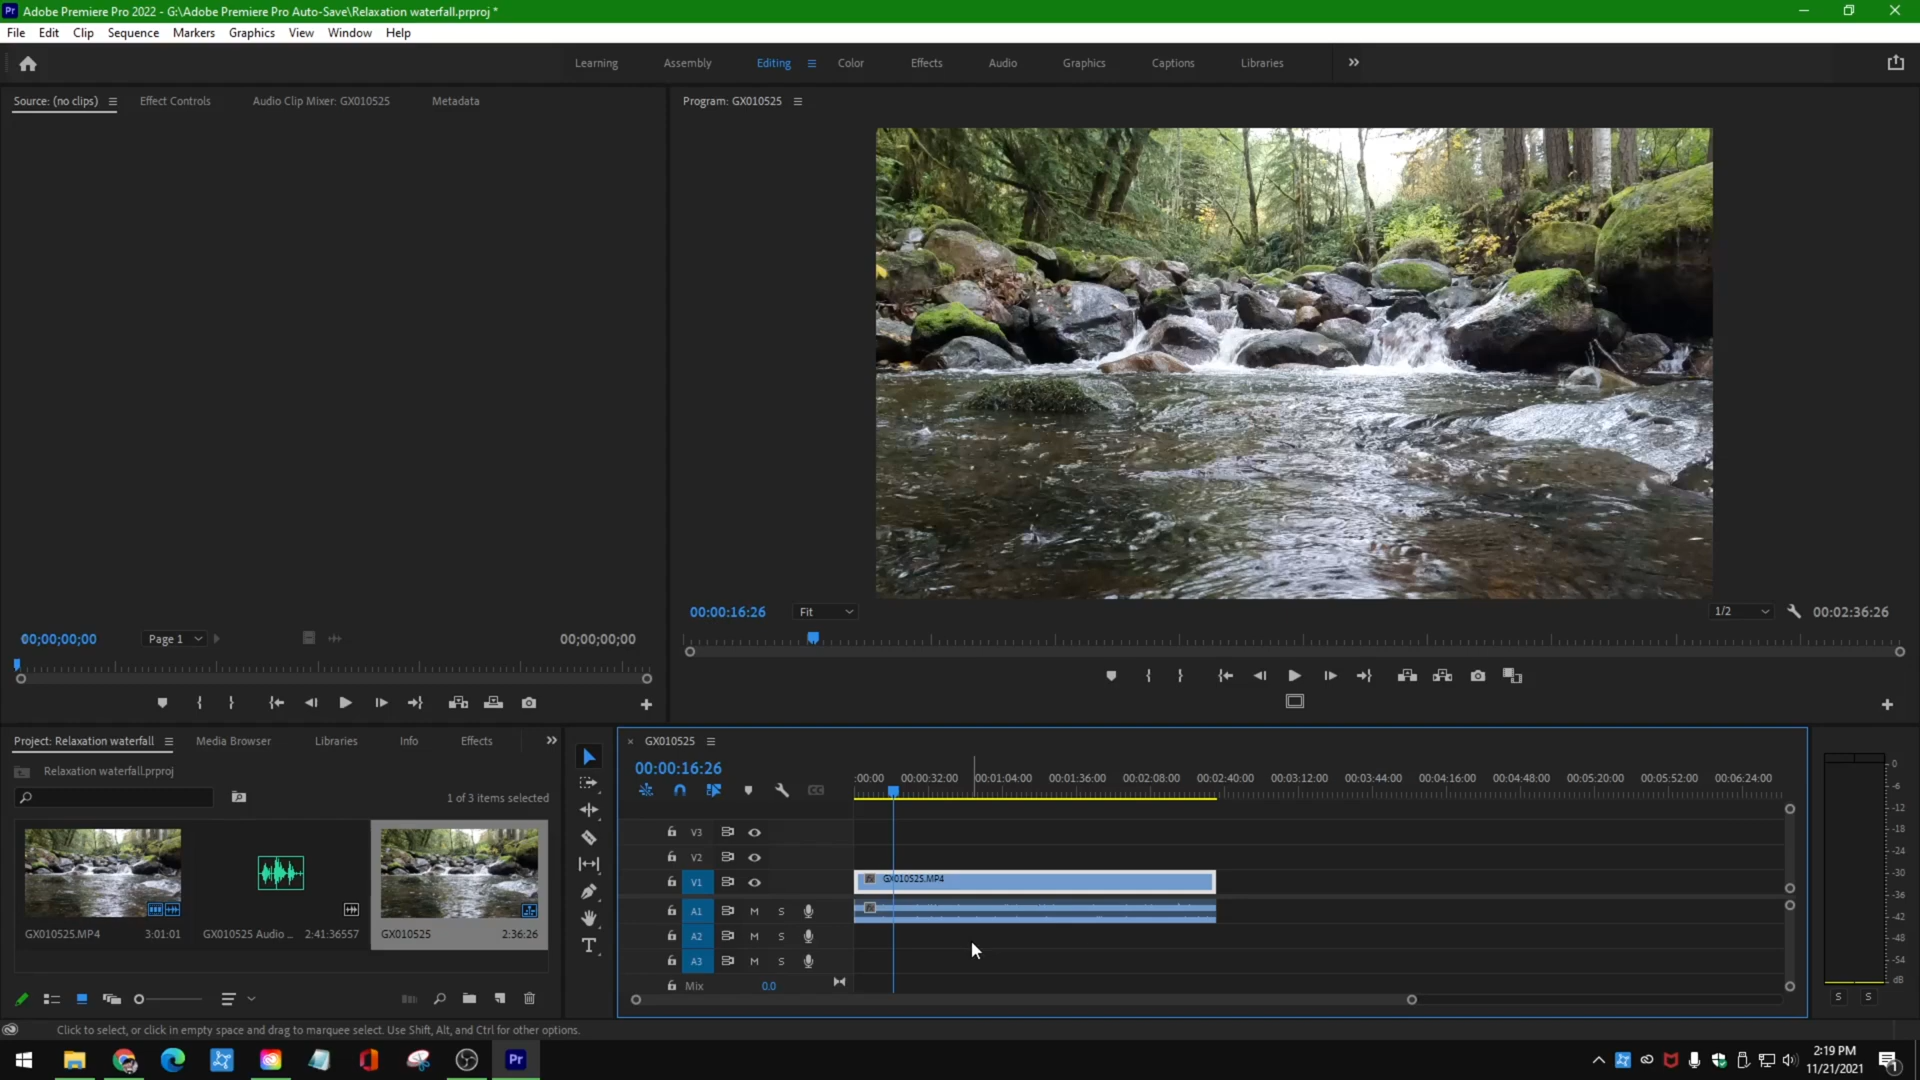 Pr Adobe Premiere Pro 2022 - G:\Adobe Premiere Pro Auto-Save\Relaxation waterfall.prproj *
File Edit Clip Sequence Markers Graphics View Window Help
Learning Assembly Editing Color Effects Audio Graphics Captions Libraries
Source: (no clips) Effect Controls Audio Clip Mixer: GX010525 Metadata
Program: GX010525
00:00:16:26 Fit 1/2 00:02:36:26
00;00;00;00 Page 1 00;00;00;00
Project: Relaxation waterfall Media Browser Libraries Info Effects
Relaxation waterfall.prproj
1 of 3 items selected
GX010525.MP4 3:01:01
GX010525 Audio ... 2:41:36557
GX010525 2:36:26
GX010525
00:00:16:26
:00:00 00:00:32:00 00:01:04:00 00:01:36:00 00:02:08:00 00:02:40:00 00:03:12:00 00:03:44:00 00:04:16:00 00:04:48:00 00:05:20:00 00:05:52:00 00:06:24:00
V3
V2
V1 GX010525.MP4
A1 M S
A2 M S
A3 M S
Mix 0.0
0
-6
-12
-18
-24
-30
-36
-42
-48
-54
dB
S S
Click to select, or click in empty space and drag to marquee select. Use Shift, Alt, and Ctrl for other options.
Pr
2:19 PM
11/21/2021
1